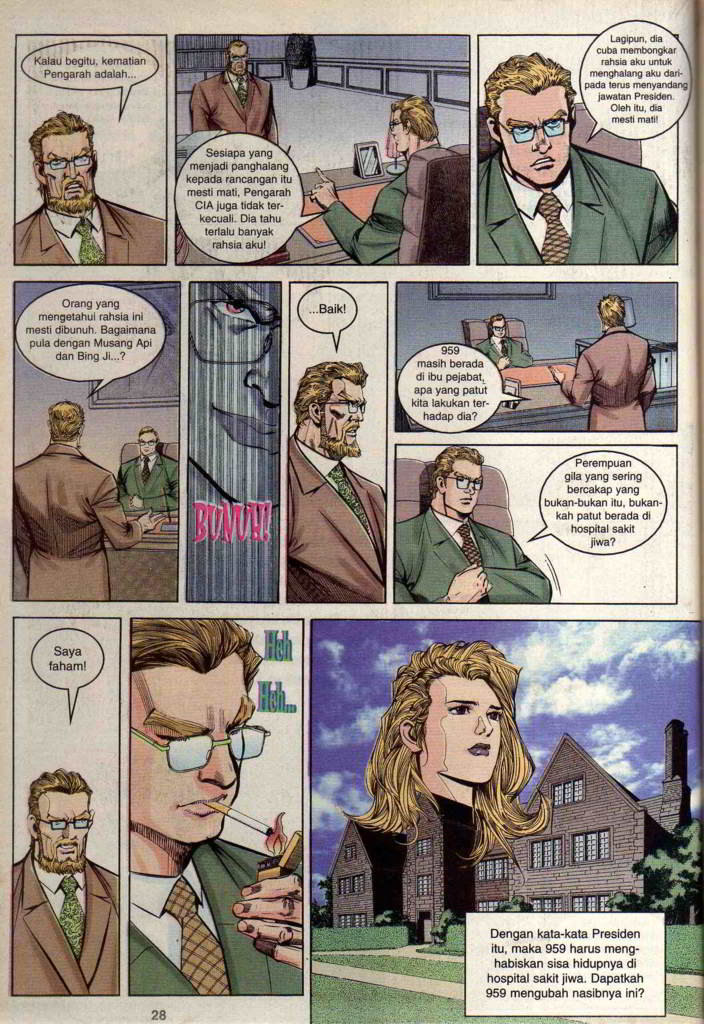 Kalau begitu, kematian
Pengarah adalah...
Sesiapa yang
menjadi panghalang
kepada rancangan itu
mesti mati, Pengarah
CIA juga tidak ter-
kecuali. Dia tahu
terlalu banyak
rahsia aku!
Lagipun, dia
cuba membongkar
rahsia aku untuk
menghalang aku dari-
pada terus menyandang
jawatan Presiden.
Oleh itu, dia
mesti mati!
Orang yang
mengetahui rahsia ini
mesti dibunuh. Bagaimana
pula dengan Musang Api
dan Bing Ji...?
BUNUH!
...Baik!
959
masih berada
di ibu pejabat,
apa yang patut
kita lakukan ter-
hadap dia?
Perempuan
gila yang sering
bercakap yang
bukan-bukan itu, bukan-
kah patut berada di
hospital sakit
jiwa?
Saya
faham!
Heh
Heh...
Dengan kata-kata Presiden
itu, maka 959 harus meng-
habiskan sisa hidupnya di
hospital sakit jiwa. Dapatkah
959 mengubah nasibnya ini?
28